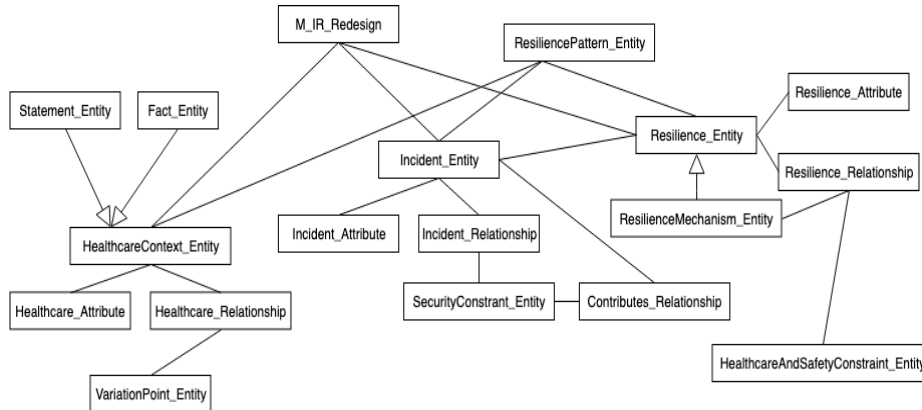 M_IR_Redesign
ResiliencePattern_Entity
Statement_Entity
Fact_Entity
Resilience_Attribute
Resilience_Entity
Incident_Entity
Resilience_Relationship
ResilienceMechanism_Entity
Incident_Attribute
Incident_Relationship
HealthcareContext_Entity
SecurityConstrant_Entity
Contributes_Relationship
Healthcare_Attribute
Healthcare_Relationship
HealthcareAndSafetyConstraint_Entity
VariationPoint_Entity